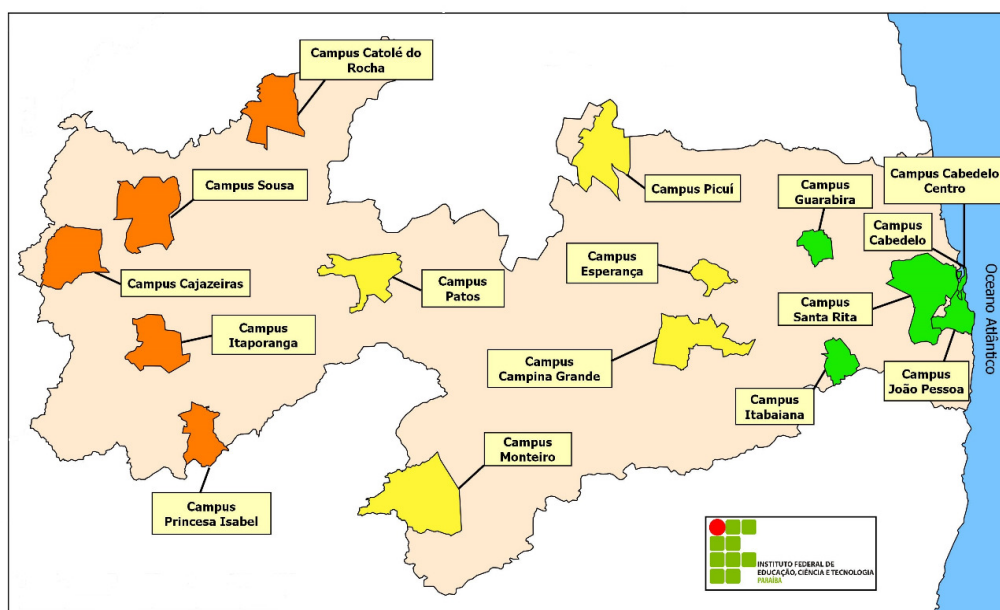 Campus Catolé do
Rocha
Campus Sousa
Campus Cajazeiras
Campus
Itaporanga
Campus
Princesa Isabel
Campus
Patos
Campus Picuí
Campus
Esperança
Campus
Campina Grande
Campus
Monteiro
Campus
Guarabira
Campus Cabedelo
Centro
Campus
Cabedelo
Campus
Santa Rita
Campus
João Pessoa
Campus
Itabaiana
Oceano Atlântico
INSTITUTO FEDERAL DE
EDUCAÇÃO, CIÊNCIA E TECNOLOGIA
PARAÍBA